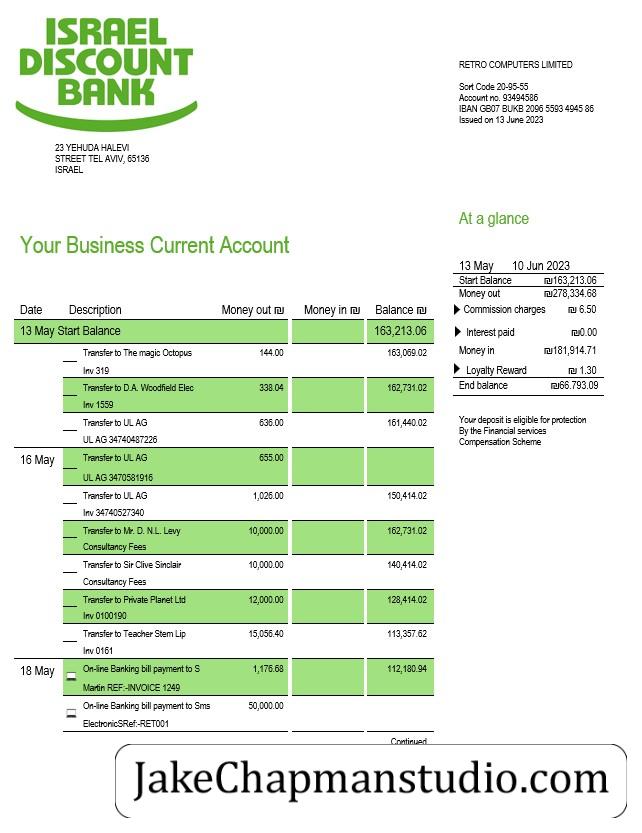 ISRAEL
DISCOUNT
BANK
RETRO COMPUTERS LIMITED
Sort Code 20-95-55
Account no. 93494586
IBAN GB07 BUKB 2096 5593 4945 86
Issued on 13 June 2023
23 YEHUDA HALEVI
STREET TEL AVIV, 65136
ISRAEL
At a glance
Your Business Current Account
13 May 10 Jun 2023
Start Balance ₪163,213.06
Money out ₪278,334.68
Commission charges ₪ 6.50
Interest paid ₪0.00
Money in ₪181,914.71
Loyalty Reward ₪ 1.30
End balance ₪66.793.09
Your deposit is eligible for protection
By the Financial services
Compensation Scheme
Date Description Money out ₪ Money in ₪ Balance ₪
13 May Start Balance 163,213.06
Transfer to The magic Octopus 144.00 163,069.02
Inv 319
Transfer to D.A. Woodfield Elec 338.04 162,731.02
Inv 1559
Transfer to UL AG 636.00 161,440.02
UL AG 34740487226
16 May Transfer to UL AG 655.00
UL AG 3470581916
Transfer to UL AG 1,026.00 150,414.02
Inv 34740527340
Transfer to Mr. D. N.L. Levy 10,000.00 162,731.02
Consultancy Fees
Transfer to Sir Clive Sinclair 10,000.00 140,414.02
Consultancy Fees
Transfer to Private Planet Ltd 12,000.00 128,414.02
Inv 0100190
Transfer to Teacher Stem Lip 15,056.40 113,357.62
Inv 0161
18 May On-line Banking bill payment to S 1,176.68 112,180.94
Martin REF:-INVOICE 1249
On-line Banking bill payment to Sms 50,000.00
ElectronicSRef:-RET001
Continued
JakeChapmanstudio.com